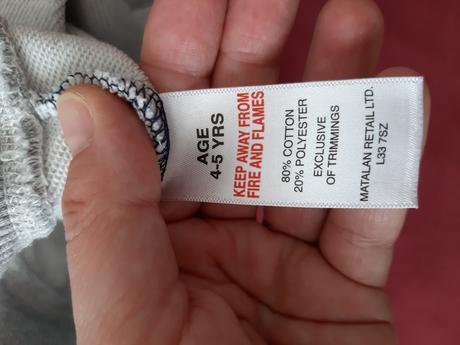 AGE
4-5 YRS
KEEP AWAY FROM
FIRE AND FLAMES
80% COTTON
20% POLYESTER
EXCLUSIVE
OF TRIMMINGS
MATALAN RETAIL LTD.
L33 7SZ